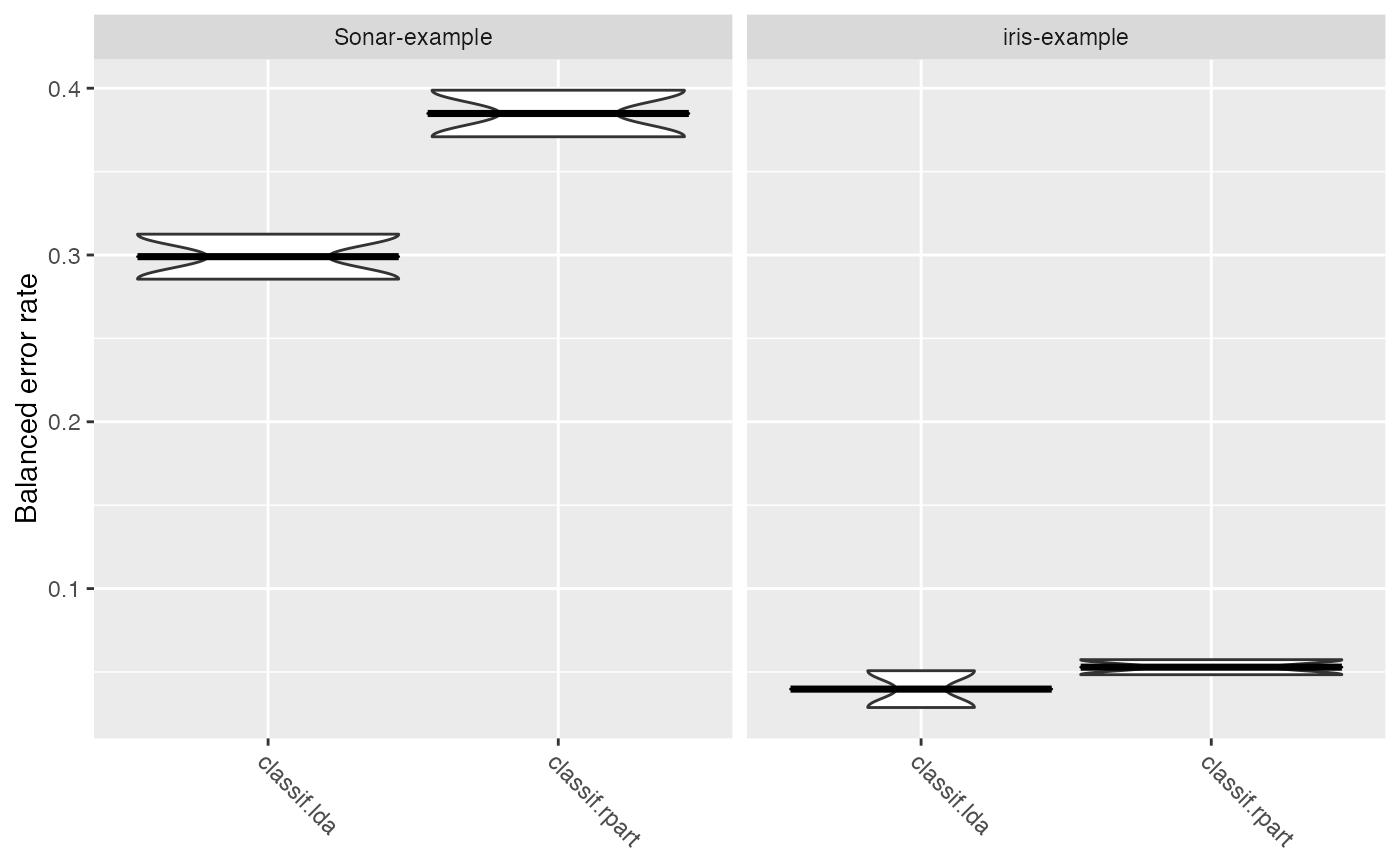 Sonar-example
iris-example
Balanced error rate
0.4
0.3
0.2
0.1
classif.lda
classif.rpart
classif.lda
classif.rpart